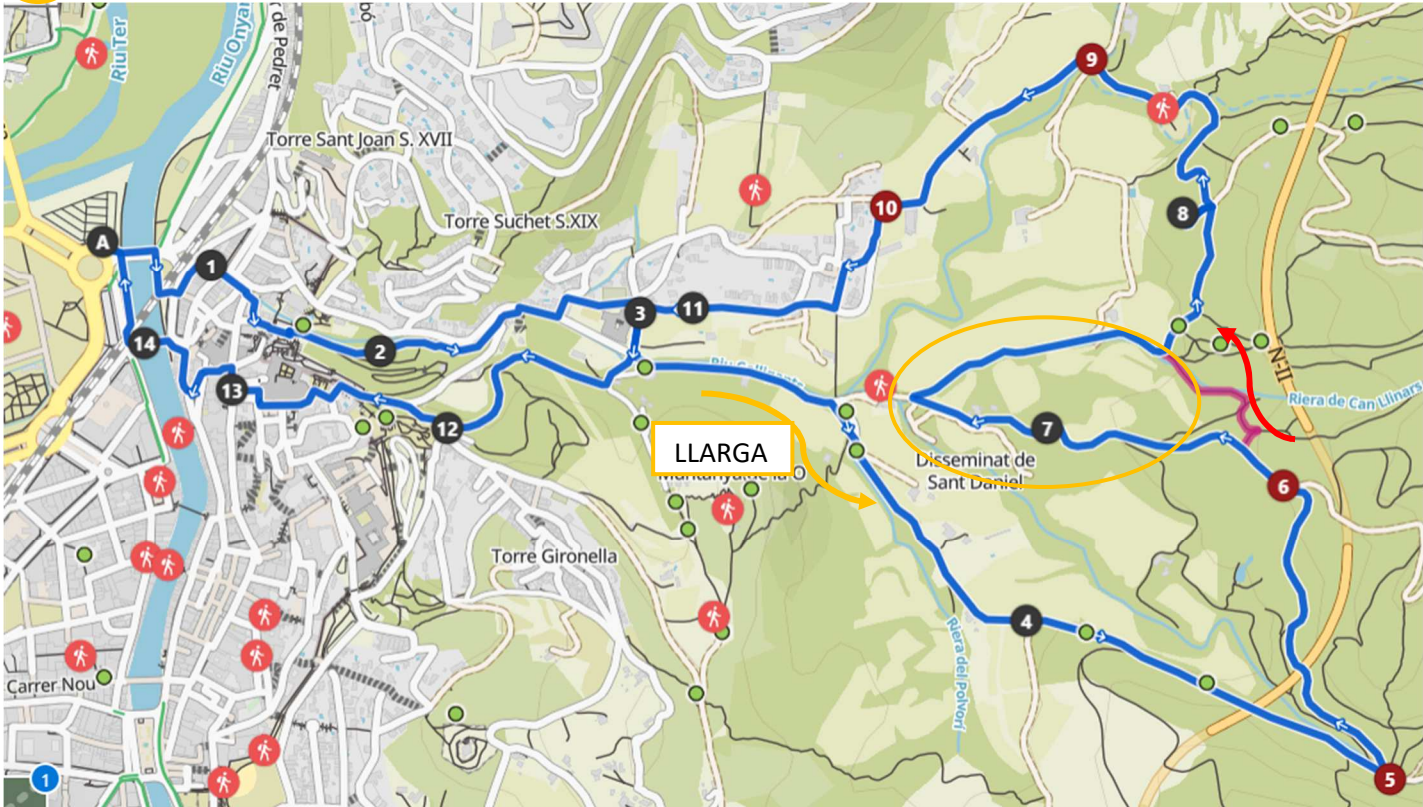 Riu Ter
Riu Onyar
r de Pedret
bò
9
Torre Sant Joan S. XVII
10
8
Torre Suchet S.XIX
A
1
3
11
14
2
N-II
Riera de Can Llinars
13
12
7
LLARGA
Disseminat de
Sant Daniel
6
Torre Gironella
4
Riera del Polvorí
Carrer Nou
1
5